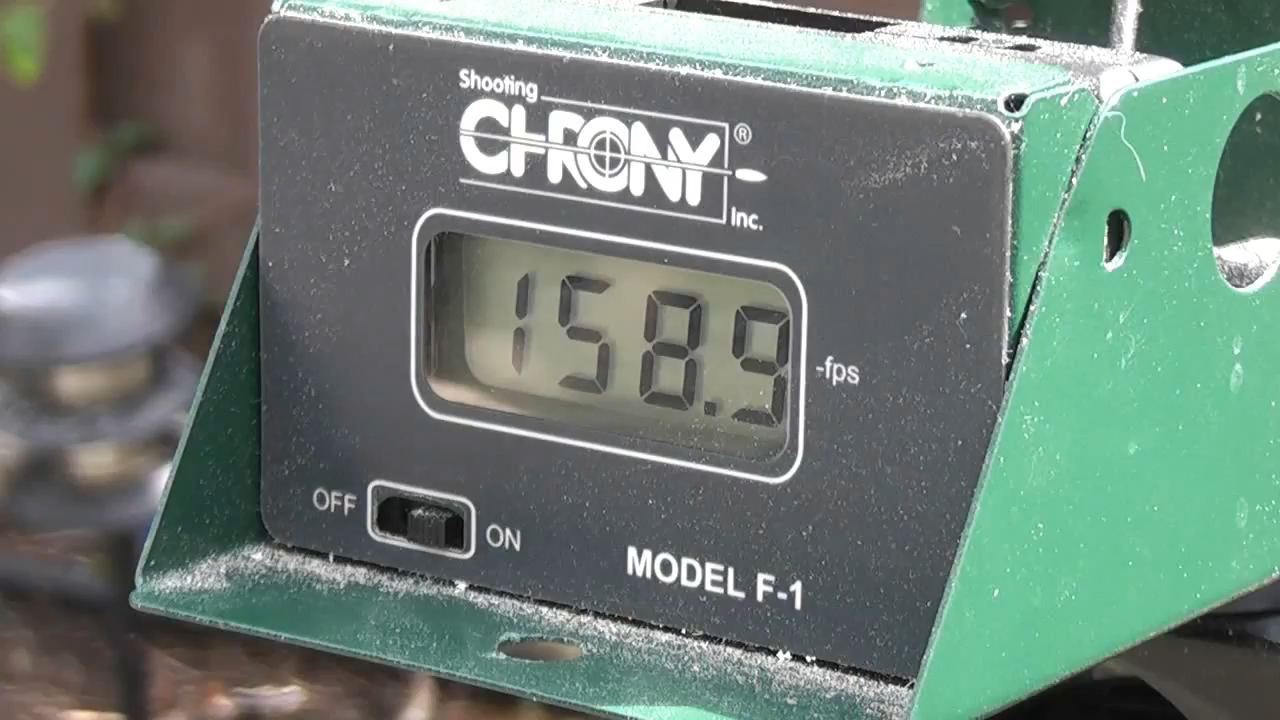 Shooting
CHRONY®
Inc.
158.9
-fps
OFF ON
MODEL F-1